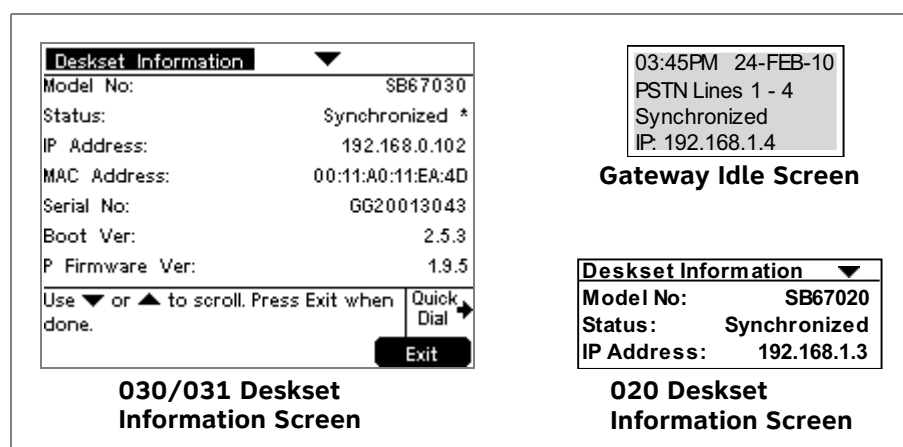 Deskset Information
Model No: SB67030
Status: Synchronized *
IP Address: 192.168.0.102
MAC Address: 00:11:A0:11:EA:4D
Serial No: GG20013043
Boot Ver: 2.5.3
P Firmware Ver: 1.9.5
Use ▼ or ▲ to scroll. Press Exit when
done.
Quick
Dial
Exit
030/031 Deskset
Information Screen
03:45PM 24-FEB-10
PSTN Lines 1 - 4
Synchronized
IP: 192.168.1.4
Gateway Idle Screen
Deskset Information
Model No: SB67020
Status: Synchronized
IP Address: 192.168.1.3
020 Deskset
Information Screen